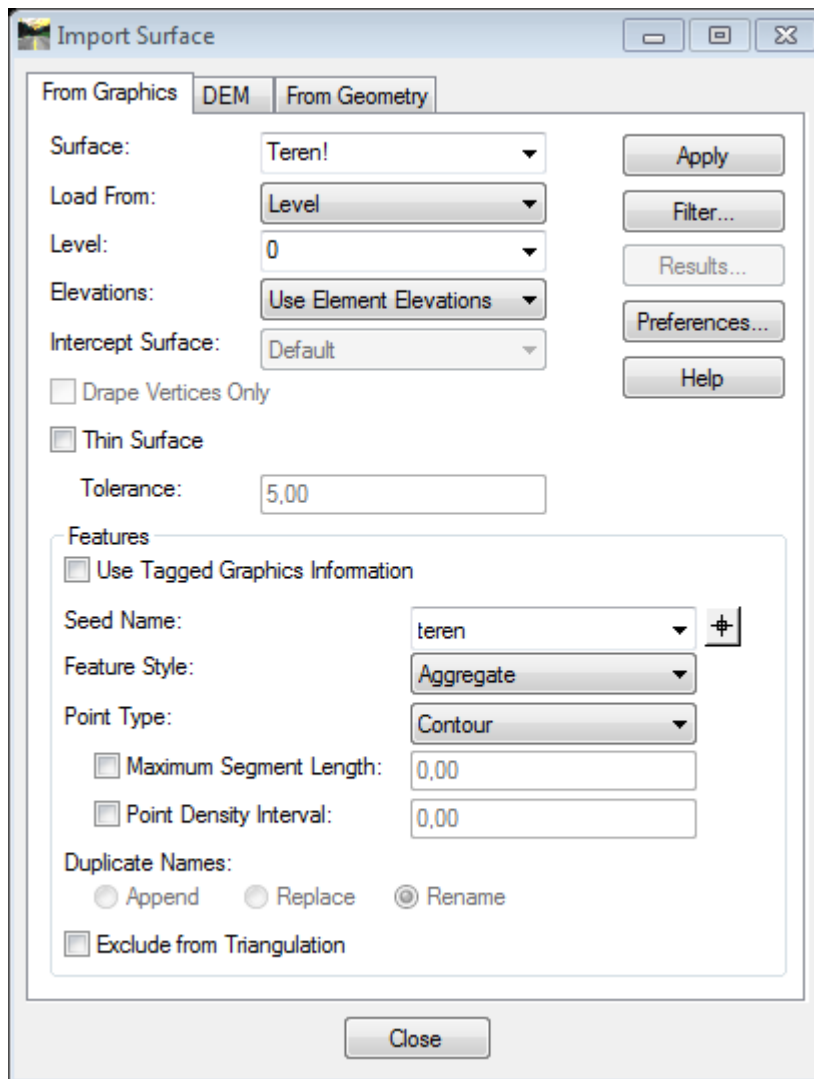 Import Surface
From Graphics DEM From Geometry
Surface: Teren! Apply
Load From: Level Filter...
Level: 0 Results...
Elevations: Use Element Elevations Preferences...
Intercept Surface: Default Help
Drape Vertices Only
Thin Surface
Tolerance: 5,00
Features
Use Tagged Graphics Information
Seed Name: teren
Feature Style: Aggregate
Point Type: Contour
Maximum Segment Length: 0,00
Point Density Interval: 0,00
Duplicate Names:
Append Replace Rename
Exclude from Triangulation
Close